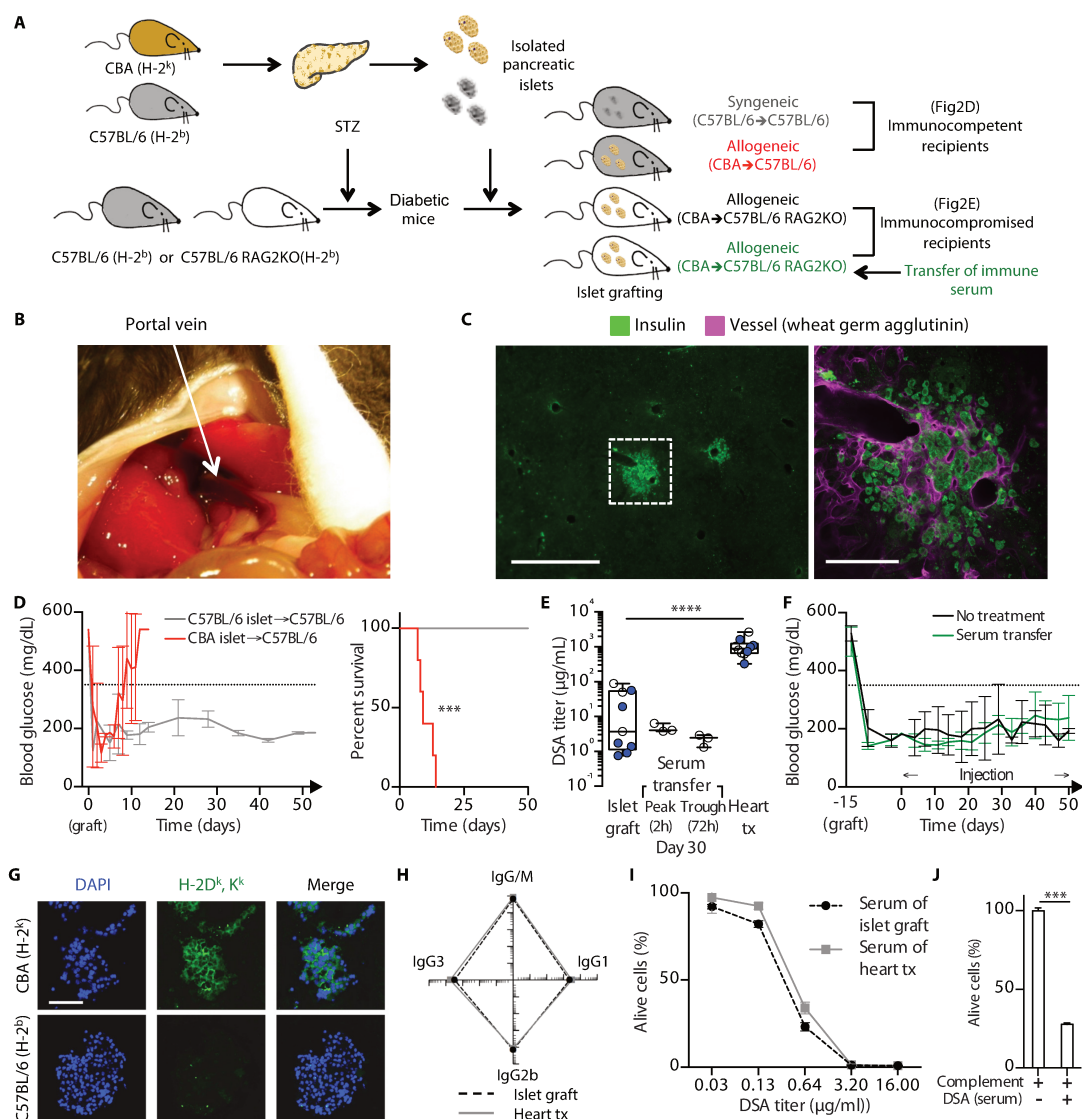 A
CBA (H-2k)
C57BL/6 (H-2b)
Isolated
pancreatic
islets
STZ
Diabetic
mice
C57BL/6 (H-2b) or C57BL/6 RAG2KO(H-2b)
Syngeneic
(C57BL/6➔C57BL/6)
Allogeneic
(CBA➔C57BL/6)
Allogeneic
(CBA➔C57BL/6 RAG2KO)
Allogeneic
(CBA➔C57BL/6 RAG2KO)
Islet grafting
(Fig2D)
Immunocompetent
recipients
(Fig2E)
Immunocompromised
recipients
Transfer of immune
serum
B
Portal vein
C
Insulin
Vessel (wheat germ agglutinin)
D
Blood glucose (mg/dL)
600
400
200
0
C57BL/6 islet→C57BL/6
CBA islet→C57BL/6
0 10 20 30 40 50
(graft)
Time (days)
Percent survival
100
50
0
***
0 25 50
Time (days)
E
DSA titer (µg/mL)
10^4
10^3
10^2
10^1
10^0
10^-1
****
Serum
transfer
Islet
graft
Peak
(2h)
Trough
(72h)
Heart
tx
Day 30
F
Blood glucose (mg/dL)
600
400
200
0
No treatment
Serum transfer
Injection
-15 0 10 20 30 40 50
(graft)
Time (days)
G
DAPI
H-2Dk, Kk
Merge
CBA (H-2k)
C57BL/6 (H-2b)
H
IgG/M
IgG3
IgG1
IgG2b
Islet graft
Heart tx
I
Alive cells (%)
100
50
0
Serum of
islet graft
Serum of
heart tx
0.03 0.13 0.64 3.20 16.00
DSA titer (µg/ml))
J
Alive cells (%)
***
100
50
0
Complement + +
DSA (serum) - +